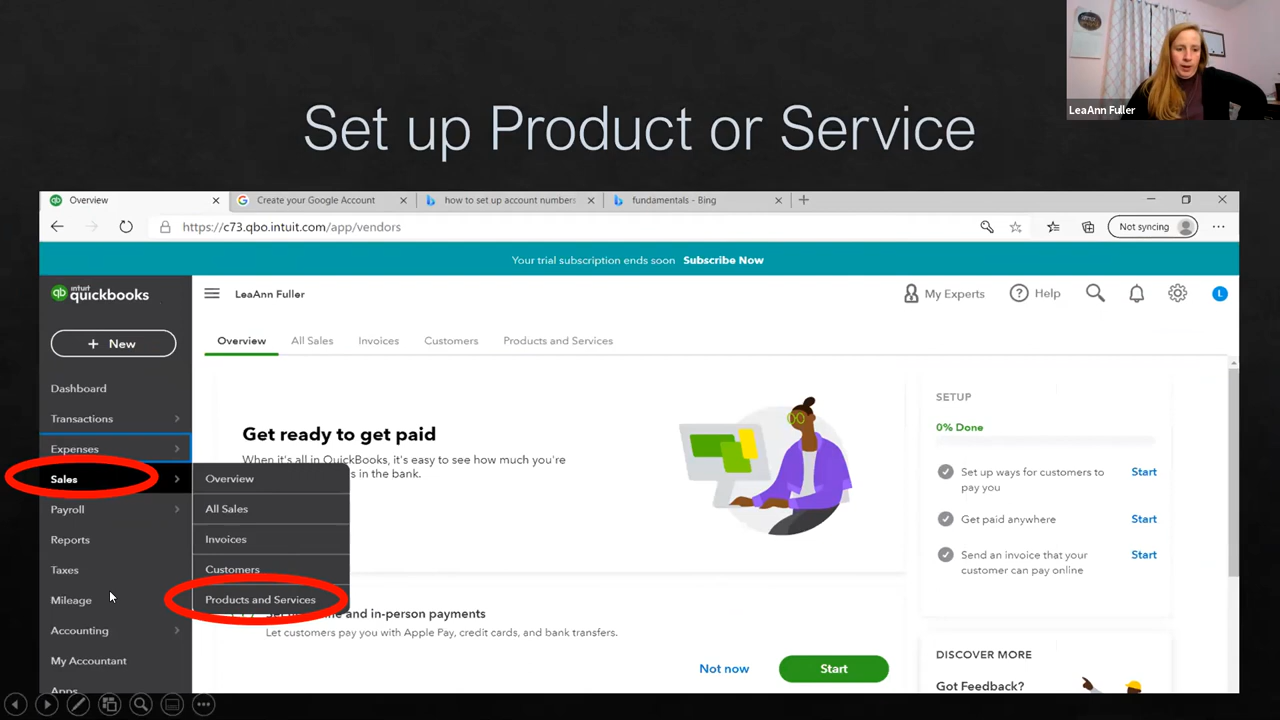 LeaAnn Fuller
Set up Product or Service
Overview
Create your Google Account
how to set up account numbers
fundamentals - Bing
https://c73.qbo.intuit.com/app/vendors
Not syncing
Your trial subscription ends soon Subscribe Now
intuit
quickbooks
LeaAnn Fuller
My Experts
Help
L
+ New
Overview
All Sales
Invoices
Customers
Products and Services
Dashboard
Transactions
Expenses
Sales
Payroll
Reports
Taxes
Mileage
Accounting
My Accountant
Apps
Overview
All Sales
Invoices
Customers
Products and Services
Get ready to get paid
When it's all in QuickBooks, it's easy to see how much you're
in the bank.
online and in-person payments
Let customers pay you with Apple Pay, credit cards, and bank transfers.
Not now
Start
SETUP
0% Done
Set up ways for customers to
pay you
Start
Get paid anywhere
Start
Send an invoice that your
customer can pay online
Start
DISCOVER MORE
Got Feedback?